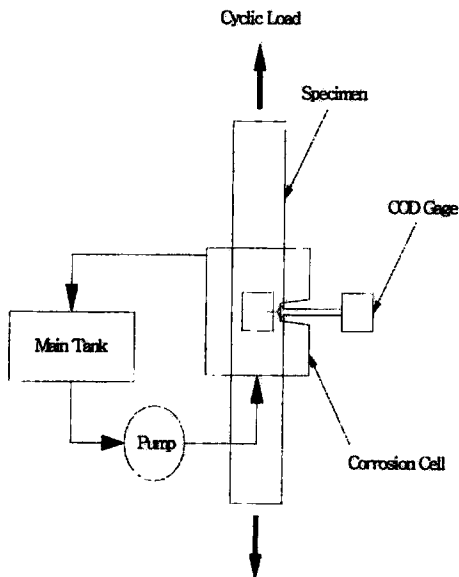 Cyclic Load
Specimen
COD Gage
Main Tank
Pump
Corrosion Cell